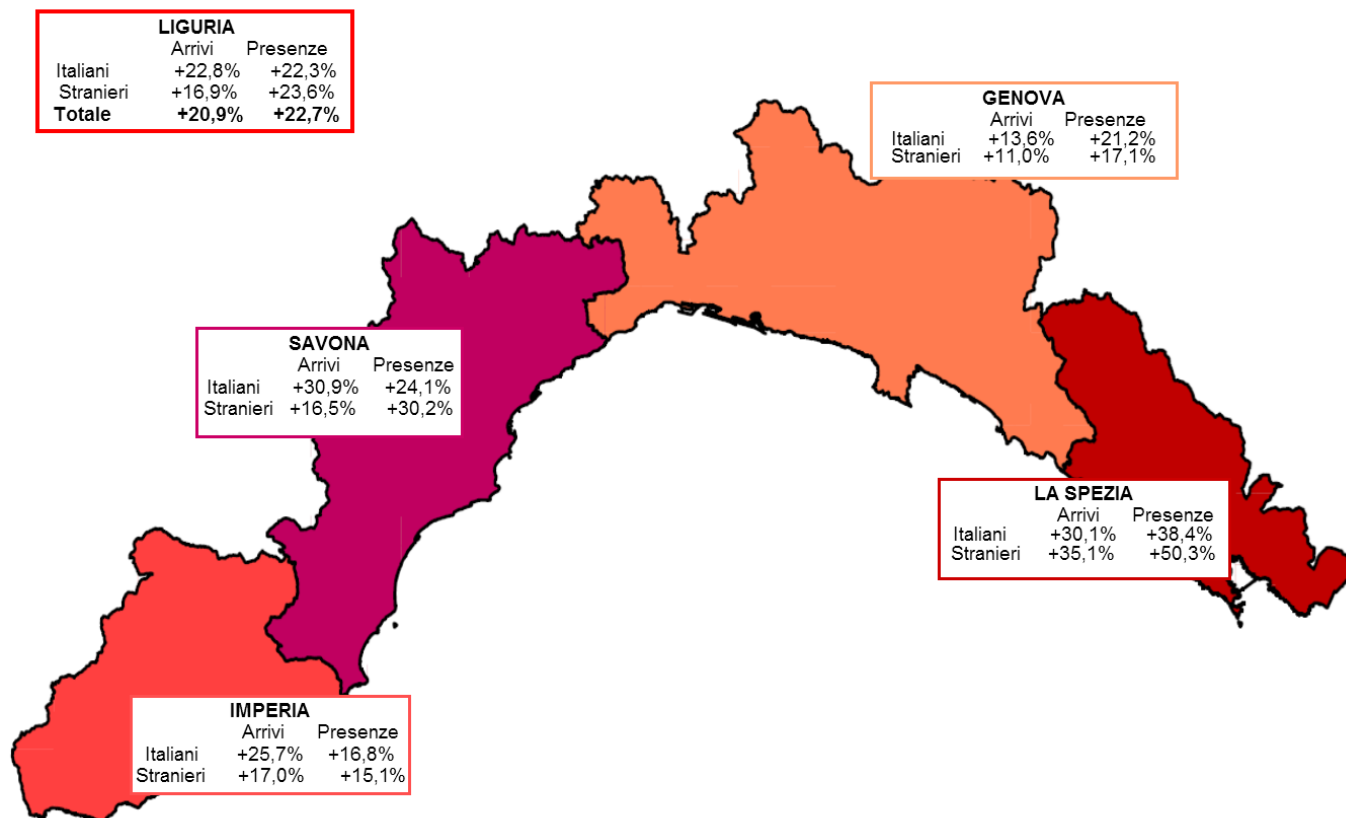 LIGURIA
Arrivi Presenze
Italiani +22,8% +22,3%
Stranieri +16,9% +23,6%
Totale +20,9% +22,7%
GENOVA
Arrivi Presenze
Italiani +13,6% +21,2%
Stranieri +11,0% +17,1%
SAVONA
Arrivi Presenze
Italiani +30,9% +24,1%
Stranieri +16,5% +30,2%
LA SPEZIA
Arrivi Presenze
Italiani +30,1% +38,4%
Stranieri +35,1% +50,3%
IMPERIA
Arrivi Presenze
Italiani +25,7% +16,8%
Stranieri +17,0% +15,1%